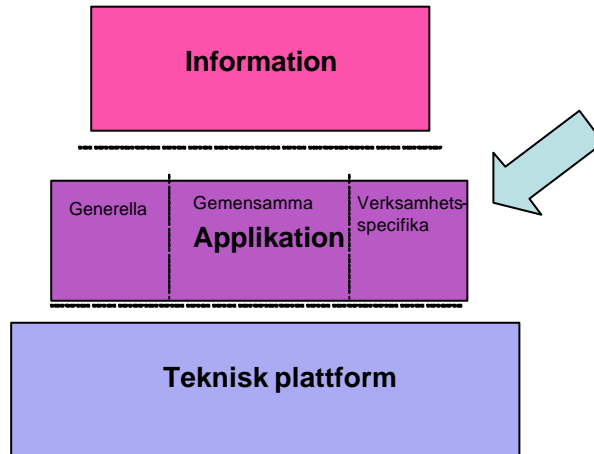 Information
Generella
Gemensamma
Verksamhets-
specifika
Applikation
Teknisk plattform